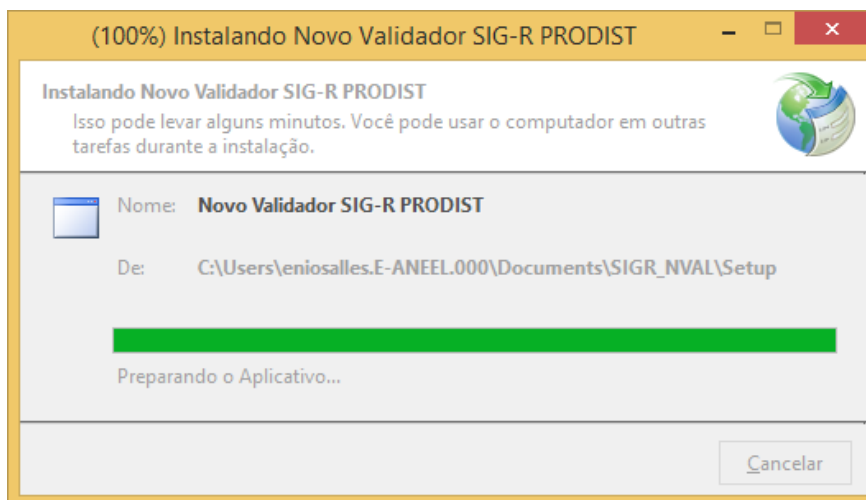 (100%) Instalando Novo Validador SIG-R PRODIST
Instalando Novo Validador SIG-R PRODIST
Isso pode levar alguns minutos. Você pode usar o computador em outras
tarefas durante a instalação.
Nome: Novo Validador SIG-R PRODIST
De: C:\Users\eniosalles.E-ANEEL.000\Documents\SIGR_NVAL\Setup
Preparando o Aplicativo...
Cancelar